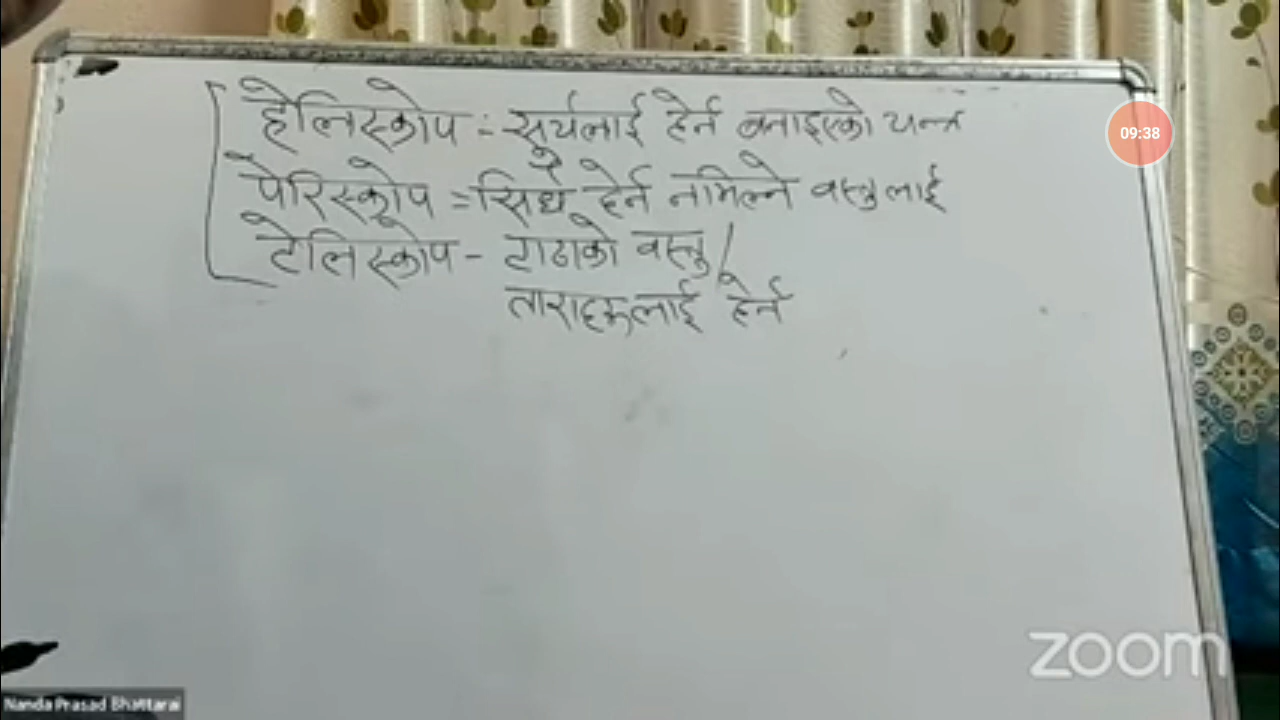 हेलिस्कोप :- सूर्यलाई हेर्न बनाइएको यन्त्र
09:38
पेरिस्कोप = सिधै हेर्न नमिल्ने वस्तुलाई
टेलिस्कोप - टाढाको वस्तु/
ताराहरूलाई हेर्न
zoom
Nanda Prasad Bhattarai